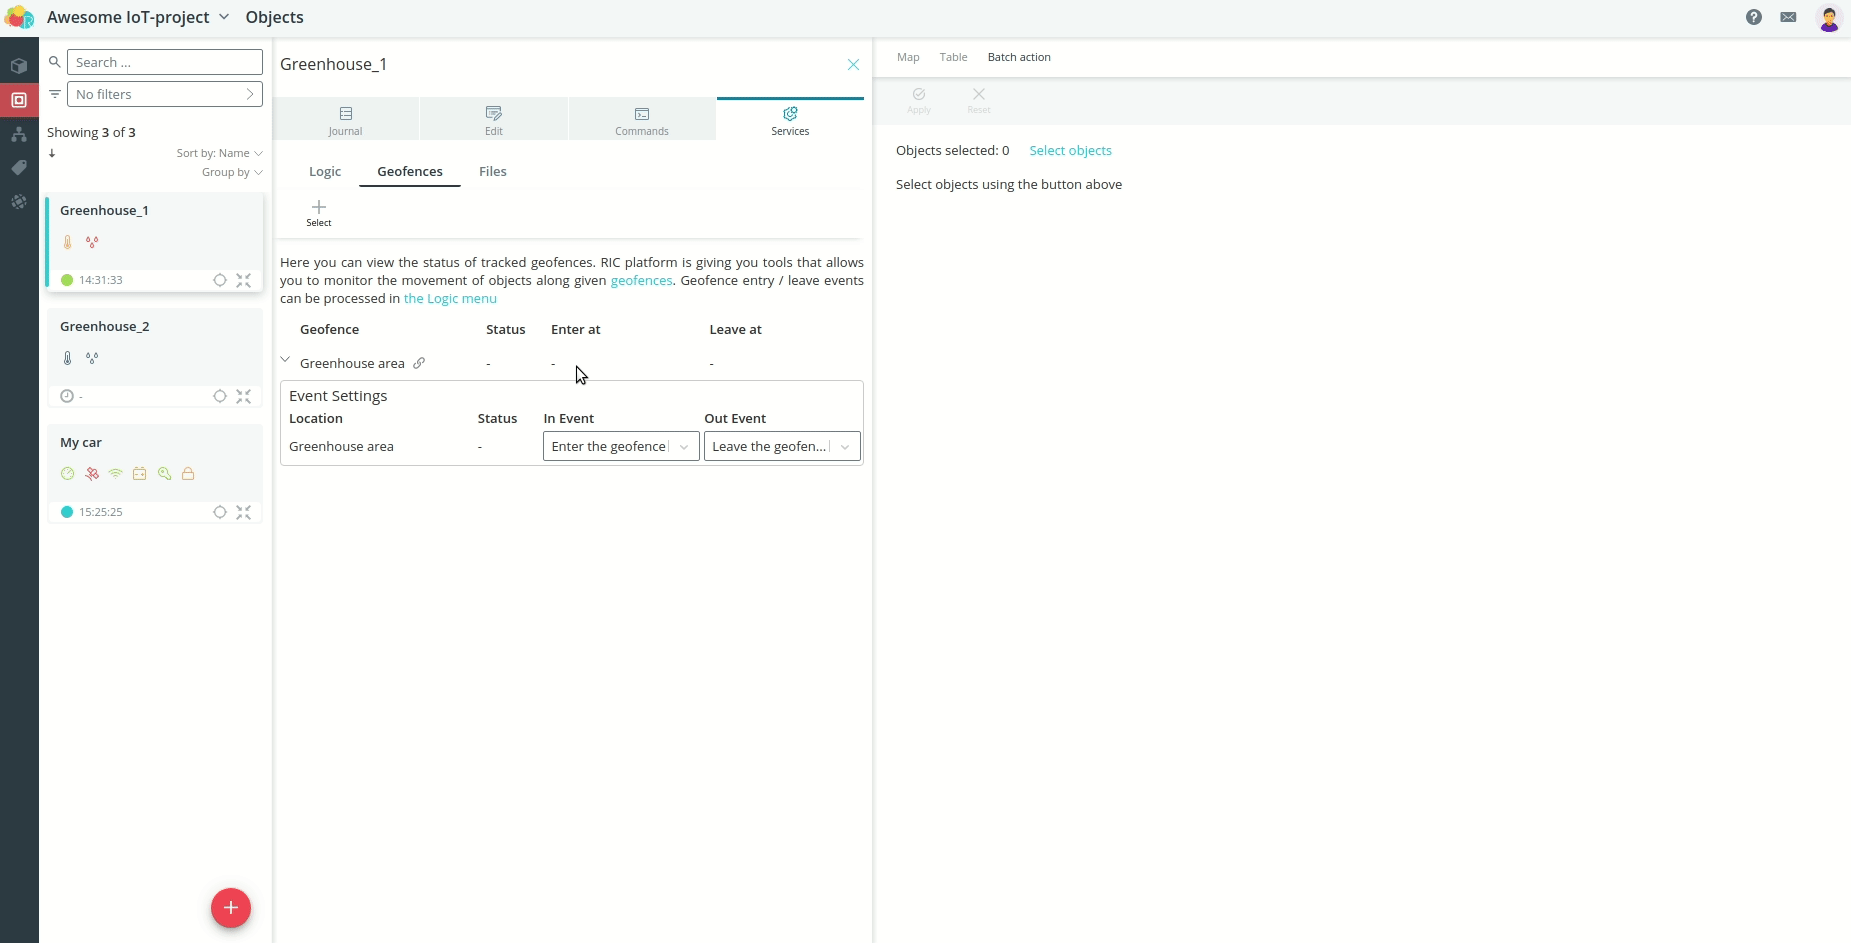 Awesome IoT-project Objects
Search ...
No filters
Showing 3 of 3
Sort by: Name
Group by
Greenhouse_1
14:31:33
Greenhouse_2
-
My car
15:25:25
Greenhouse_1
Journal Edit Commands Services
Logic Geofences Files
Select
Here you can view the status of tracked geofences. RIC platform is giving you tools that allows
you to monitor the movement of objects along given geofences. Geofence entry / leave events
can be processed in the Logic menu
Geofence Status Enter at Leave at
Greenhouse area - - -
Event Settings
Location Status In Event Out Event
Greenhouse area - Enter the geofence Leave the geofen...
Map Table Batch action
Apply Reset
Objects selected: 0 Select objects
Select objects using the button above